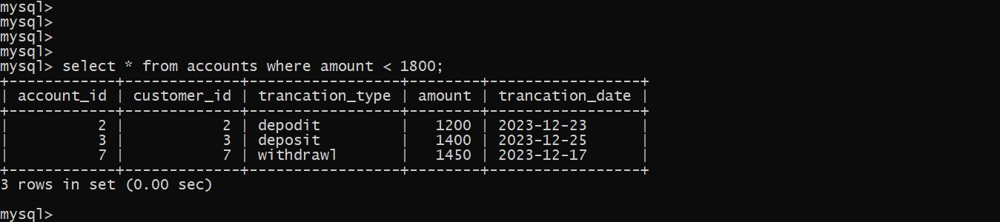 mysql>
mysql>
mysql>
mysql>
mysql> select * from accounts where amount < 1800;
+------------+-------------+-----------------+--------+-----------------+
| account_id | customer_id | trancation_type | amount | trancation_date |
+------------+-------------+-----------------+--------+-----------------+
|          2 |           2 | depodit         |   1200 | 2023-12-23      |
|          3 |           3 | deposit         |   1400 | 2023-12-25      |
|          7 |           7 | withdrawl       |   1450 | 2023-12-17      |
+------------+-------------+-----------------+--------+-----------------+
3 rows in set (0.00 sec)
mysql>